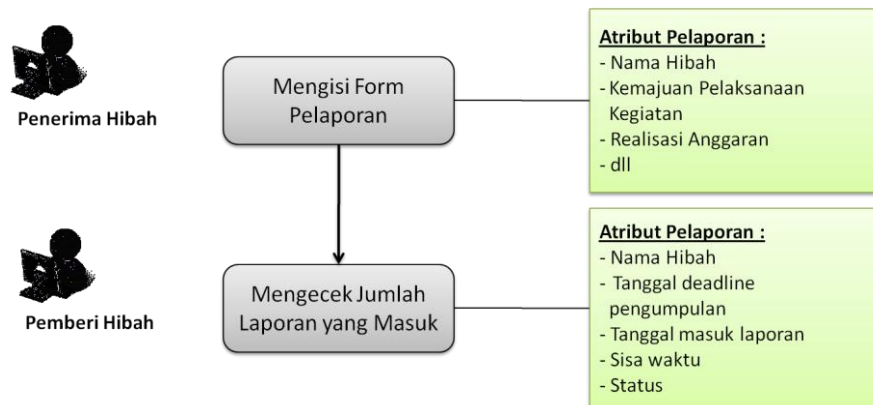 Penerima Hibah
Mengisi Form
Pelaporan
Atribut Pelaporan :
- Nama Hibah
- Kemajuan Pelaksanaan
Kegiatan
- Realisasi Anggaran
- dll
Pemberi Hibah
Mengecek Jumlah
Laporan yang Masuk
Atribut Pelaporan :
- Nama Hibah
- Tanggal deadline
pengumpulan
- Tanggal masuk laporan
- Sisa waktu
- Status